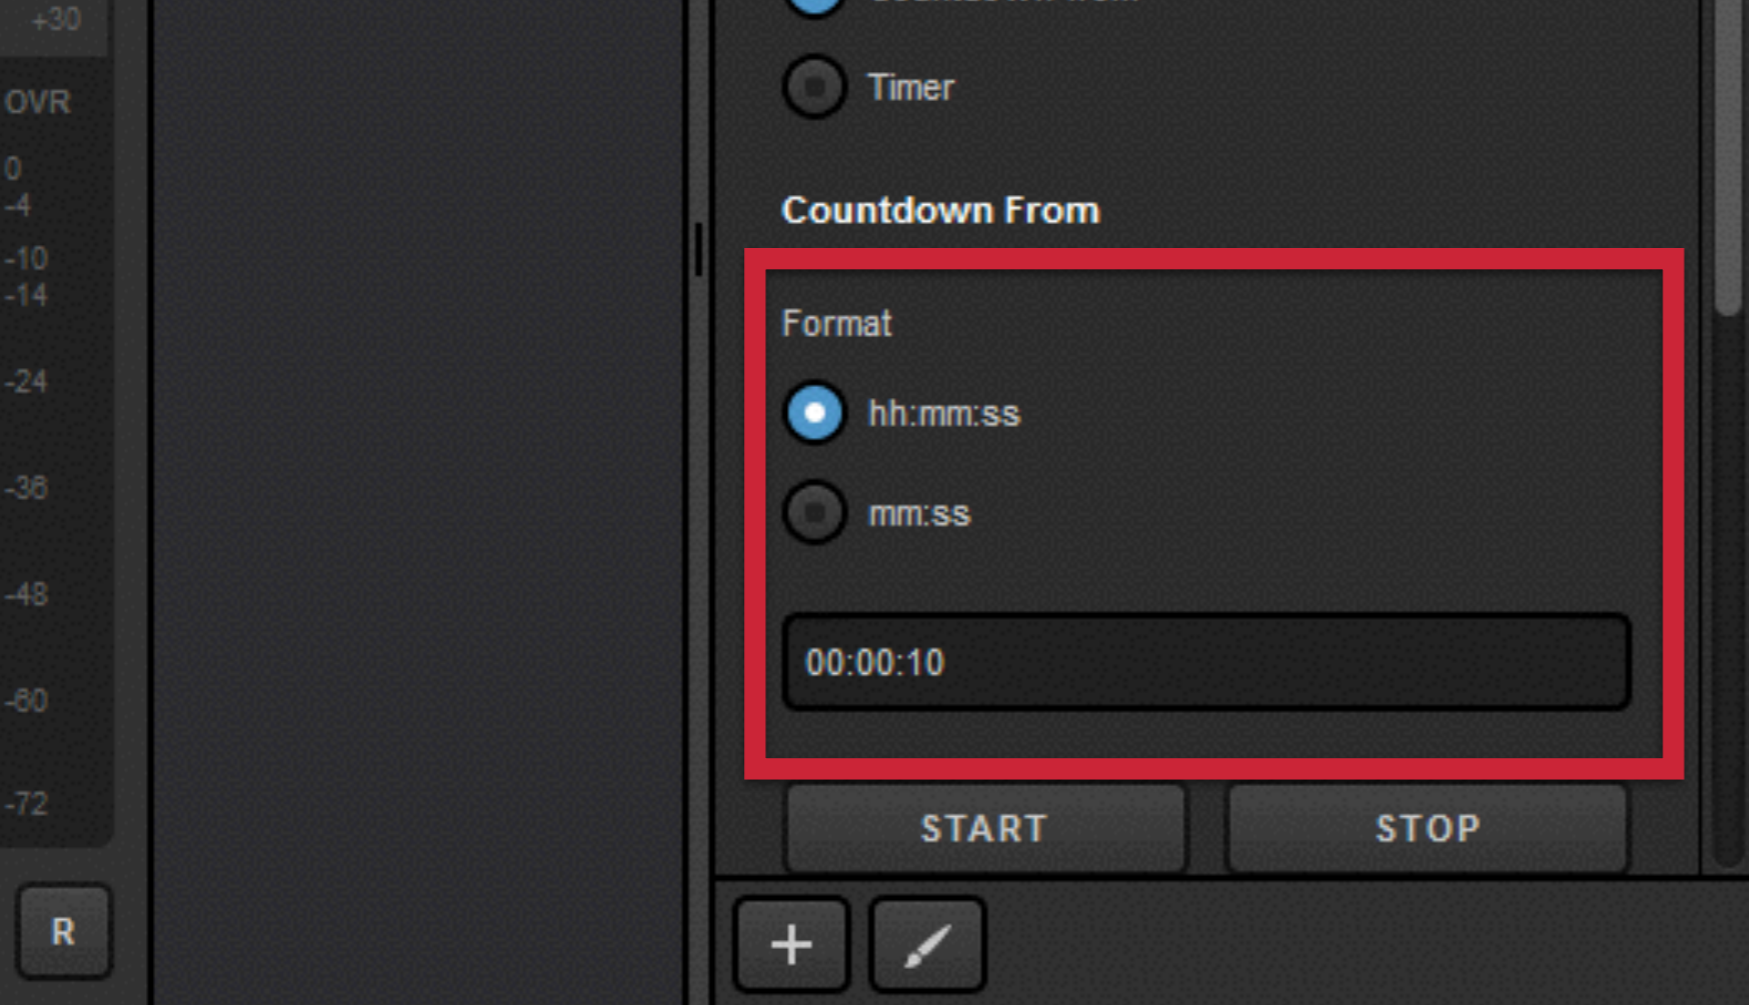 +30
OVR
0
-4
-10
-14
-24
-36
-48
-60
-72
R
Timer
Countdown From
Format
hh:mm:ss
mm:ss
00:00:10
START
STOP